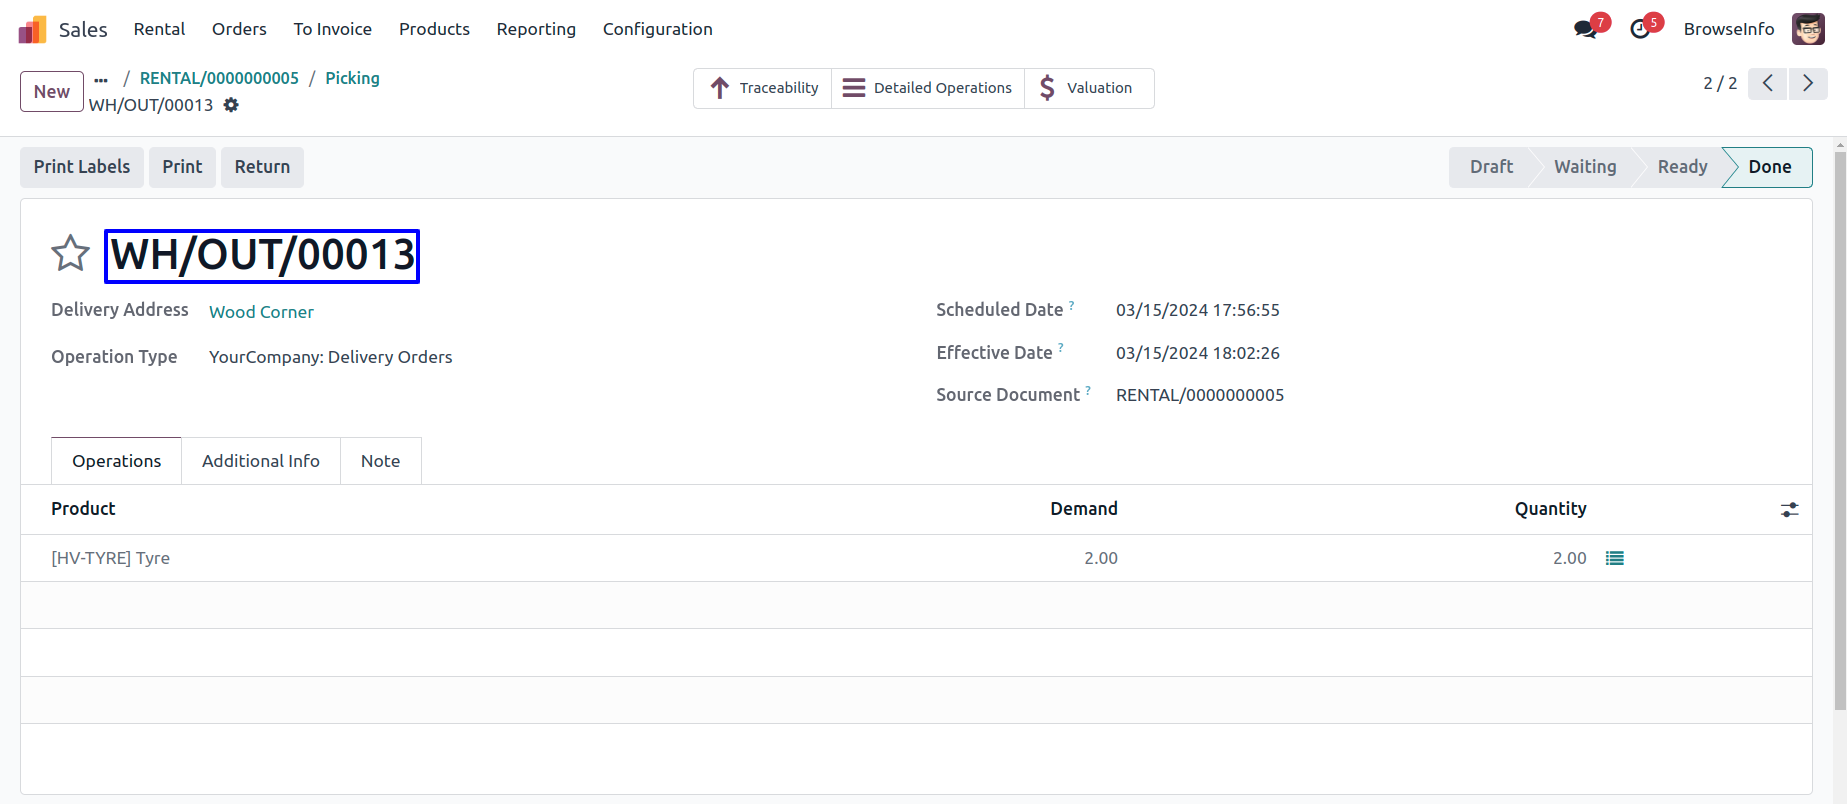 Sales Rental Orders To Invoice Products Reporting Configuration 7 5 BrowseInfo
New ... / RENTAL/0000000005 / Picking
WH/OUT/00013
Traceability Detailed Operations $ Valuation
2 / 2
Print Labels Print Return Draft Waiting Ready Done
WH/OUT/00013
Delivery Address Wood Corner
Operation Type YourCompany: Delivery Orders
Scheduled Date ? 03/15/2024 17:56:55
Effective Date ? 03/15/2024 18:02:26
Source Document ? RENTAL/0000000005
Operations Additional Info Note
Product Demand Quantity
[HV-TYRE] Tyre 2.00 2.00